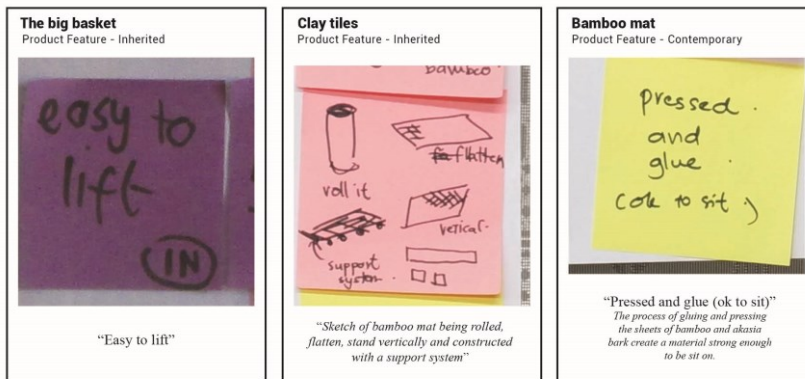 The big basket
Product Feature - Inherited
easy to
lift
IN
“Easy to lift”
Clay tiles
Product Feature - Inherited
bamboo.
roll it
flatten
support
system.
verical.
“Sketch of bamboo mat being rolled,
flatten, stand vertically and constructed
with a support system”
Bamboo mat
Product Feature - Contemporary
pressed.
and
glue.
(ok to sit)
“Pressed and glue (ok to sit)”
The process of gluing and pressing
the sheets of bamboo and akasia
bark create a material strong enough
to be sit on.